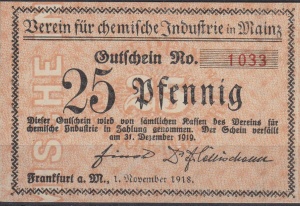 Verein für chemische Industrie in Mainz
Gutschein No. 1033
25 Pfennig
Dieser Gutschein wird von sämtlichen Kassen des Vereins für
chemische Industrie in Zahlung genommen. Der Schein verfällt
am 31. Dezember 1919.
Frankfurt a. M., 1. November 1918.